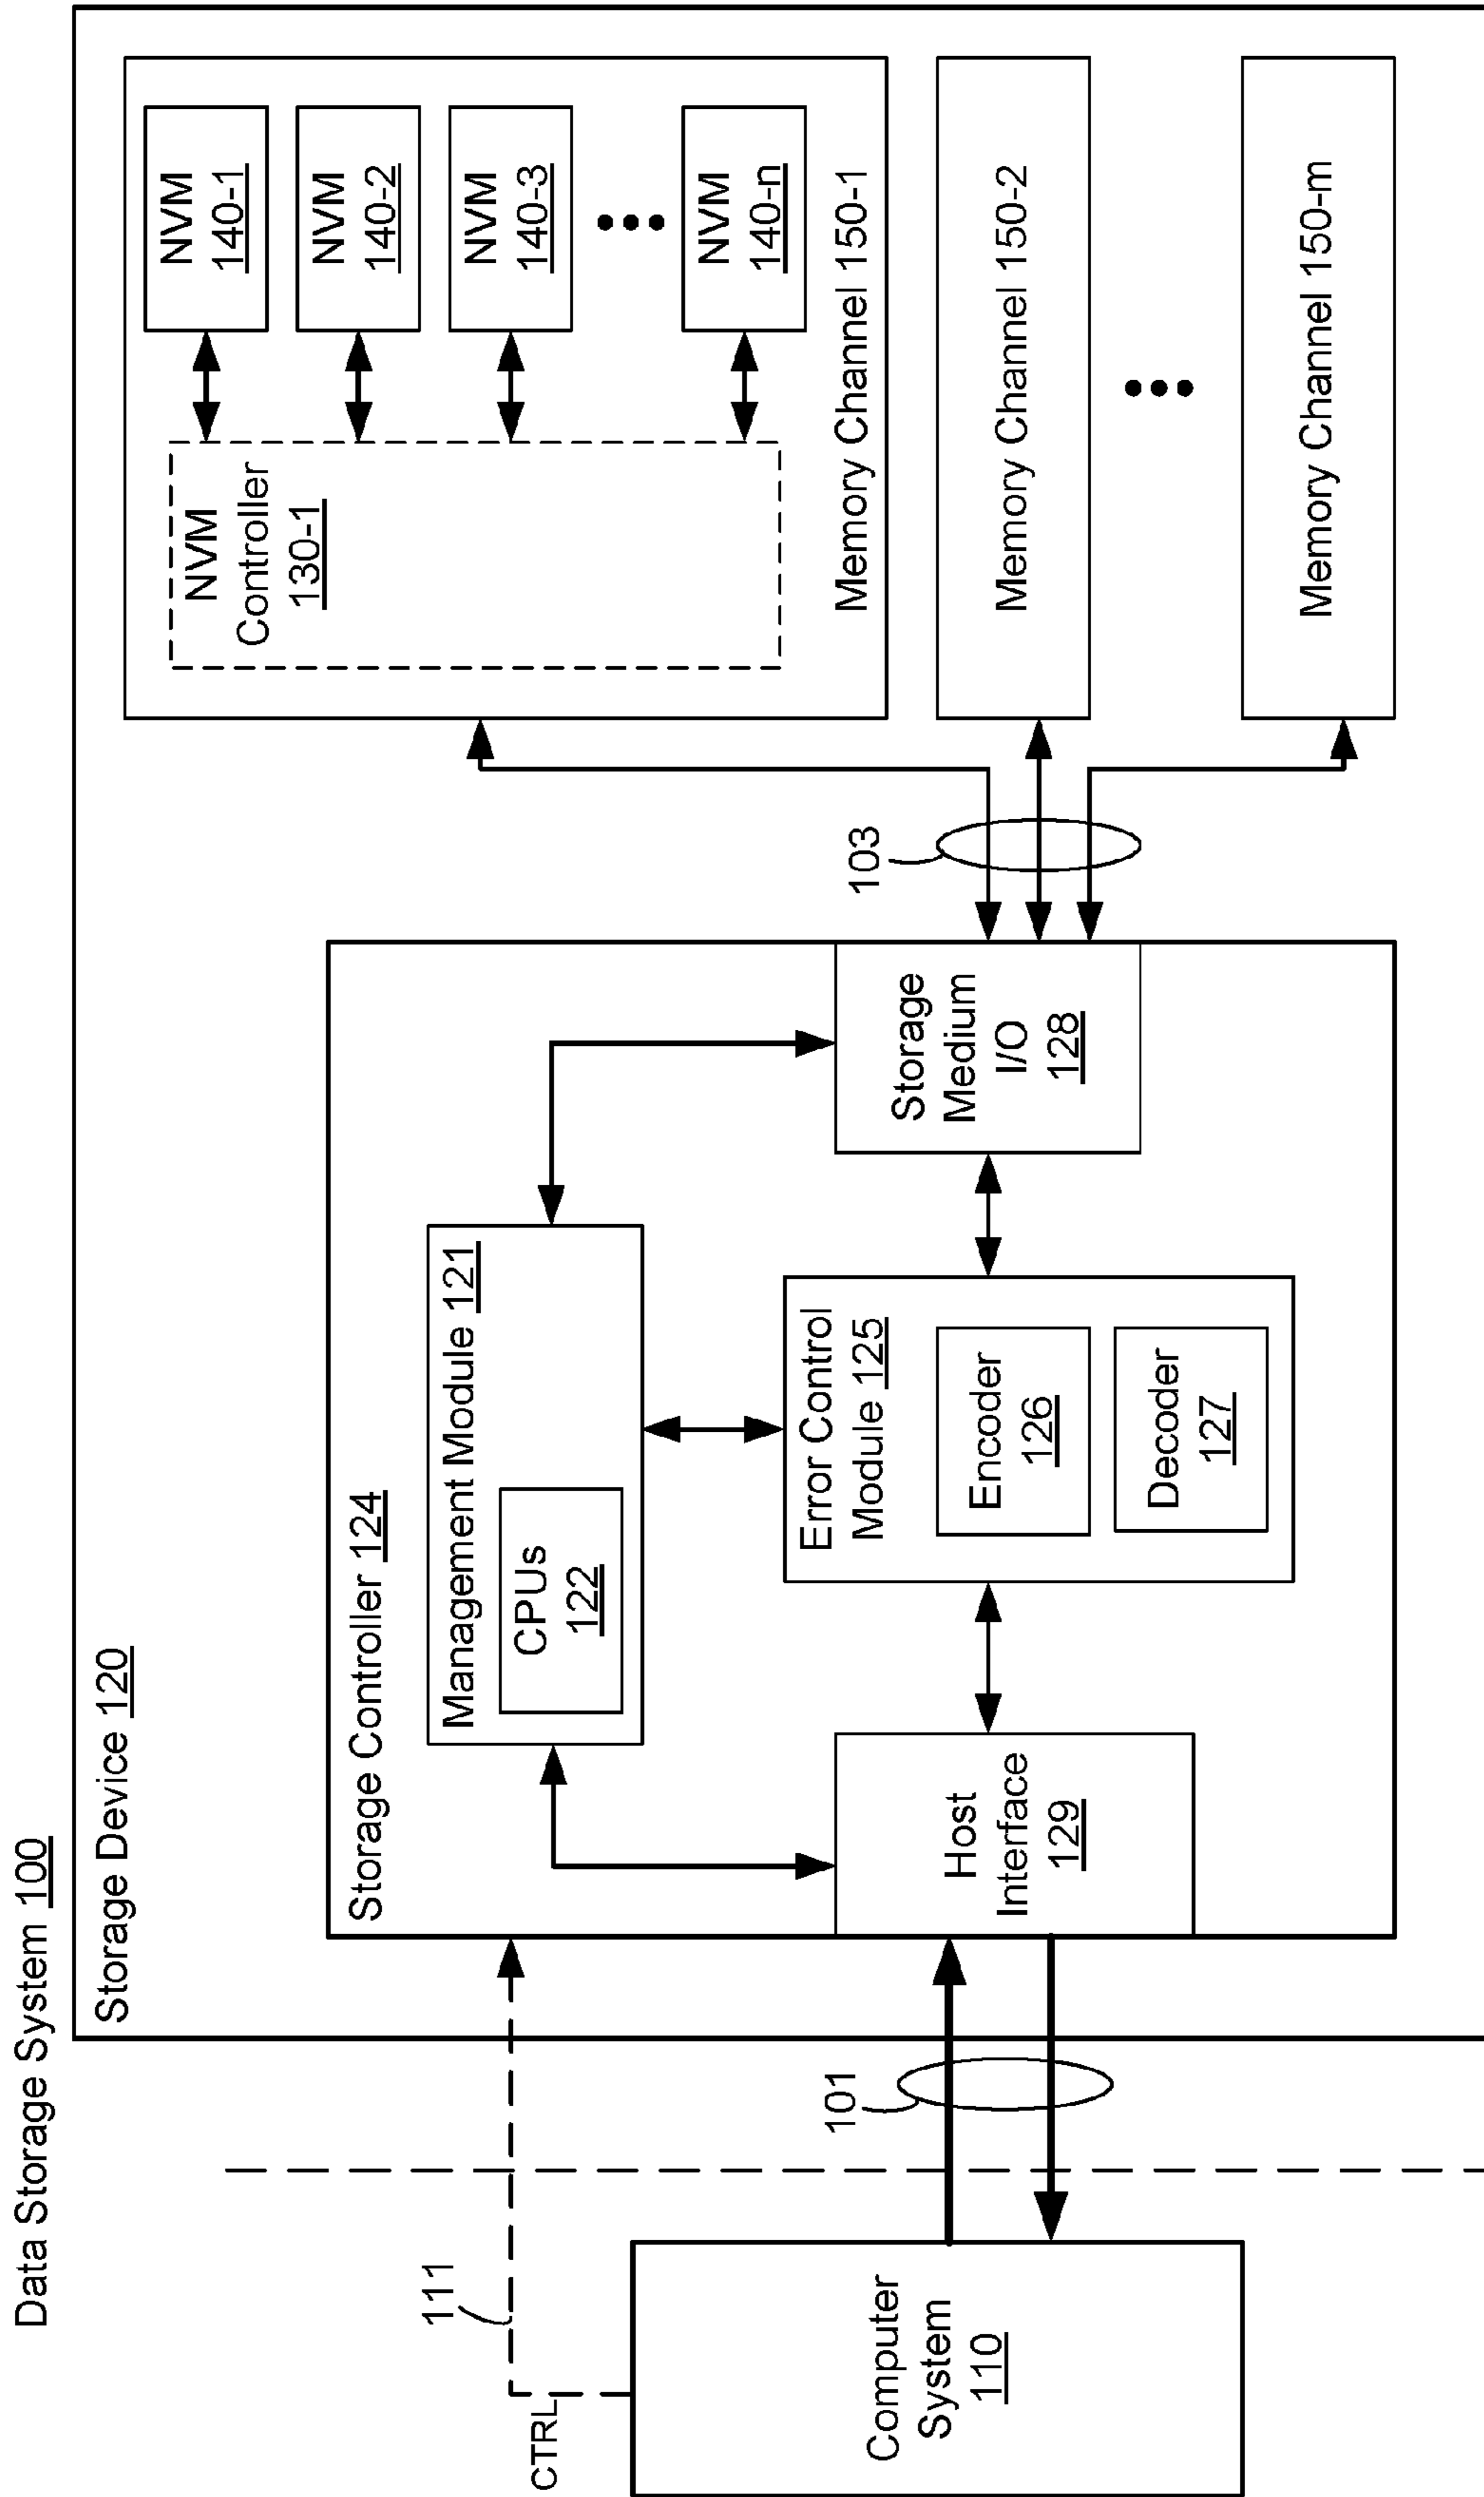 Data Storage System 100
Storage Device 120
Storage Controller 124
Management Module 121
CPUs
122
Error Control
Module 125
Encoder
126
Decoder
127
Host
Interface
129
Storage
Medium
I/O
128
Computer
System
110
CTRL
111
101
103
NVM
Controller
130-1
NVM
140-1
NVM
140-2
NVM
140-3
NVM
140-n
Memory Channel 150-1
Memory Channel 150-2
Memory Channel 150-m